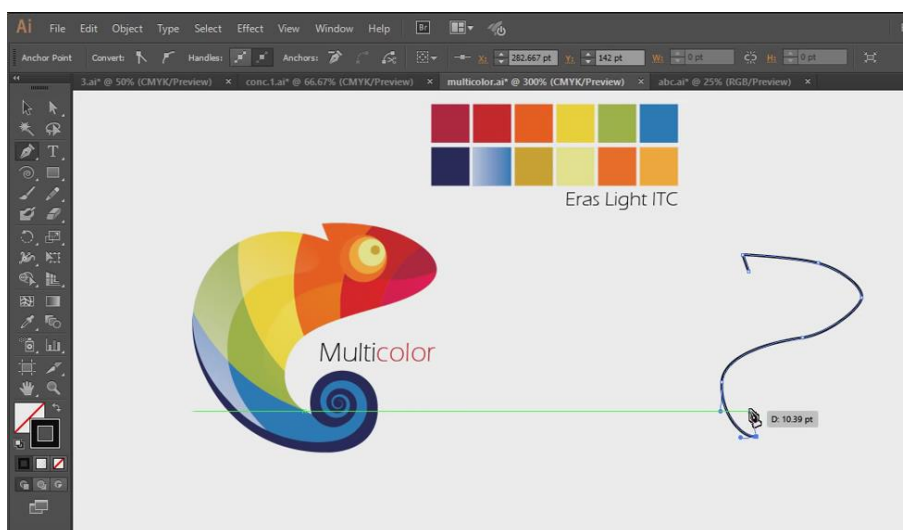 Ai File Edit Object Type Select Effect View Window Help Br
Anchor Point Convert: Handles: Anchors: X: 282.667 pt Y: 142 pt W: 0 pt H: 0 pt
3.ai* @ 50% (CMYK/Preview) × conc.1.ai* @ 66.67% (CMYK/Preview) × multicolor.ai* @ 300% (CMYK/Preview) × abc.ai* @ 25% (RGB/Preview) ×
Eras Light ITC
Multicolor
D: 10.39 pt